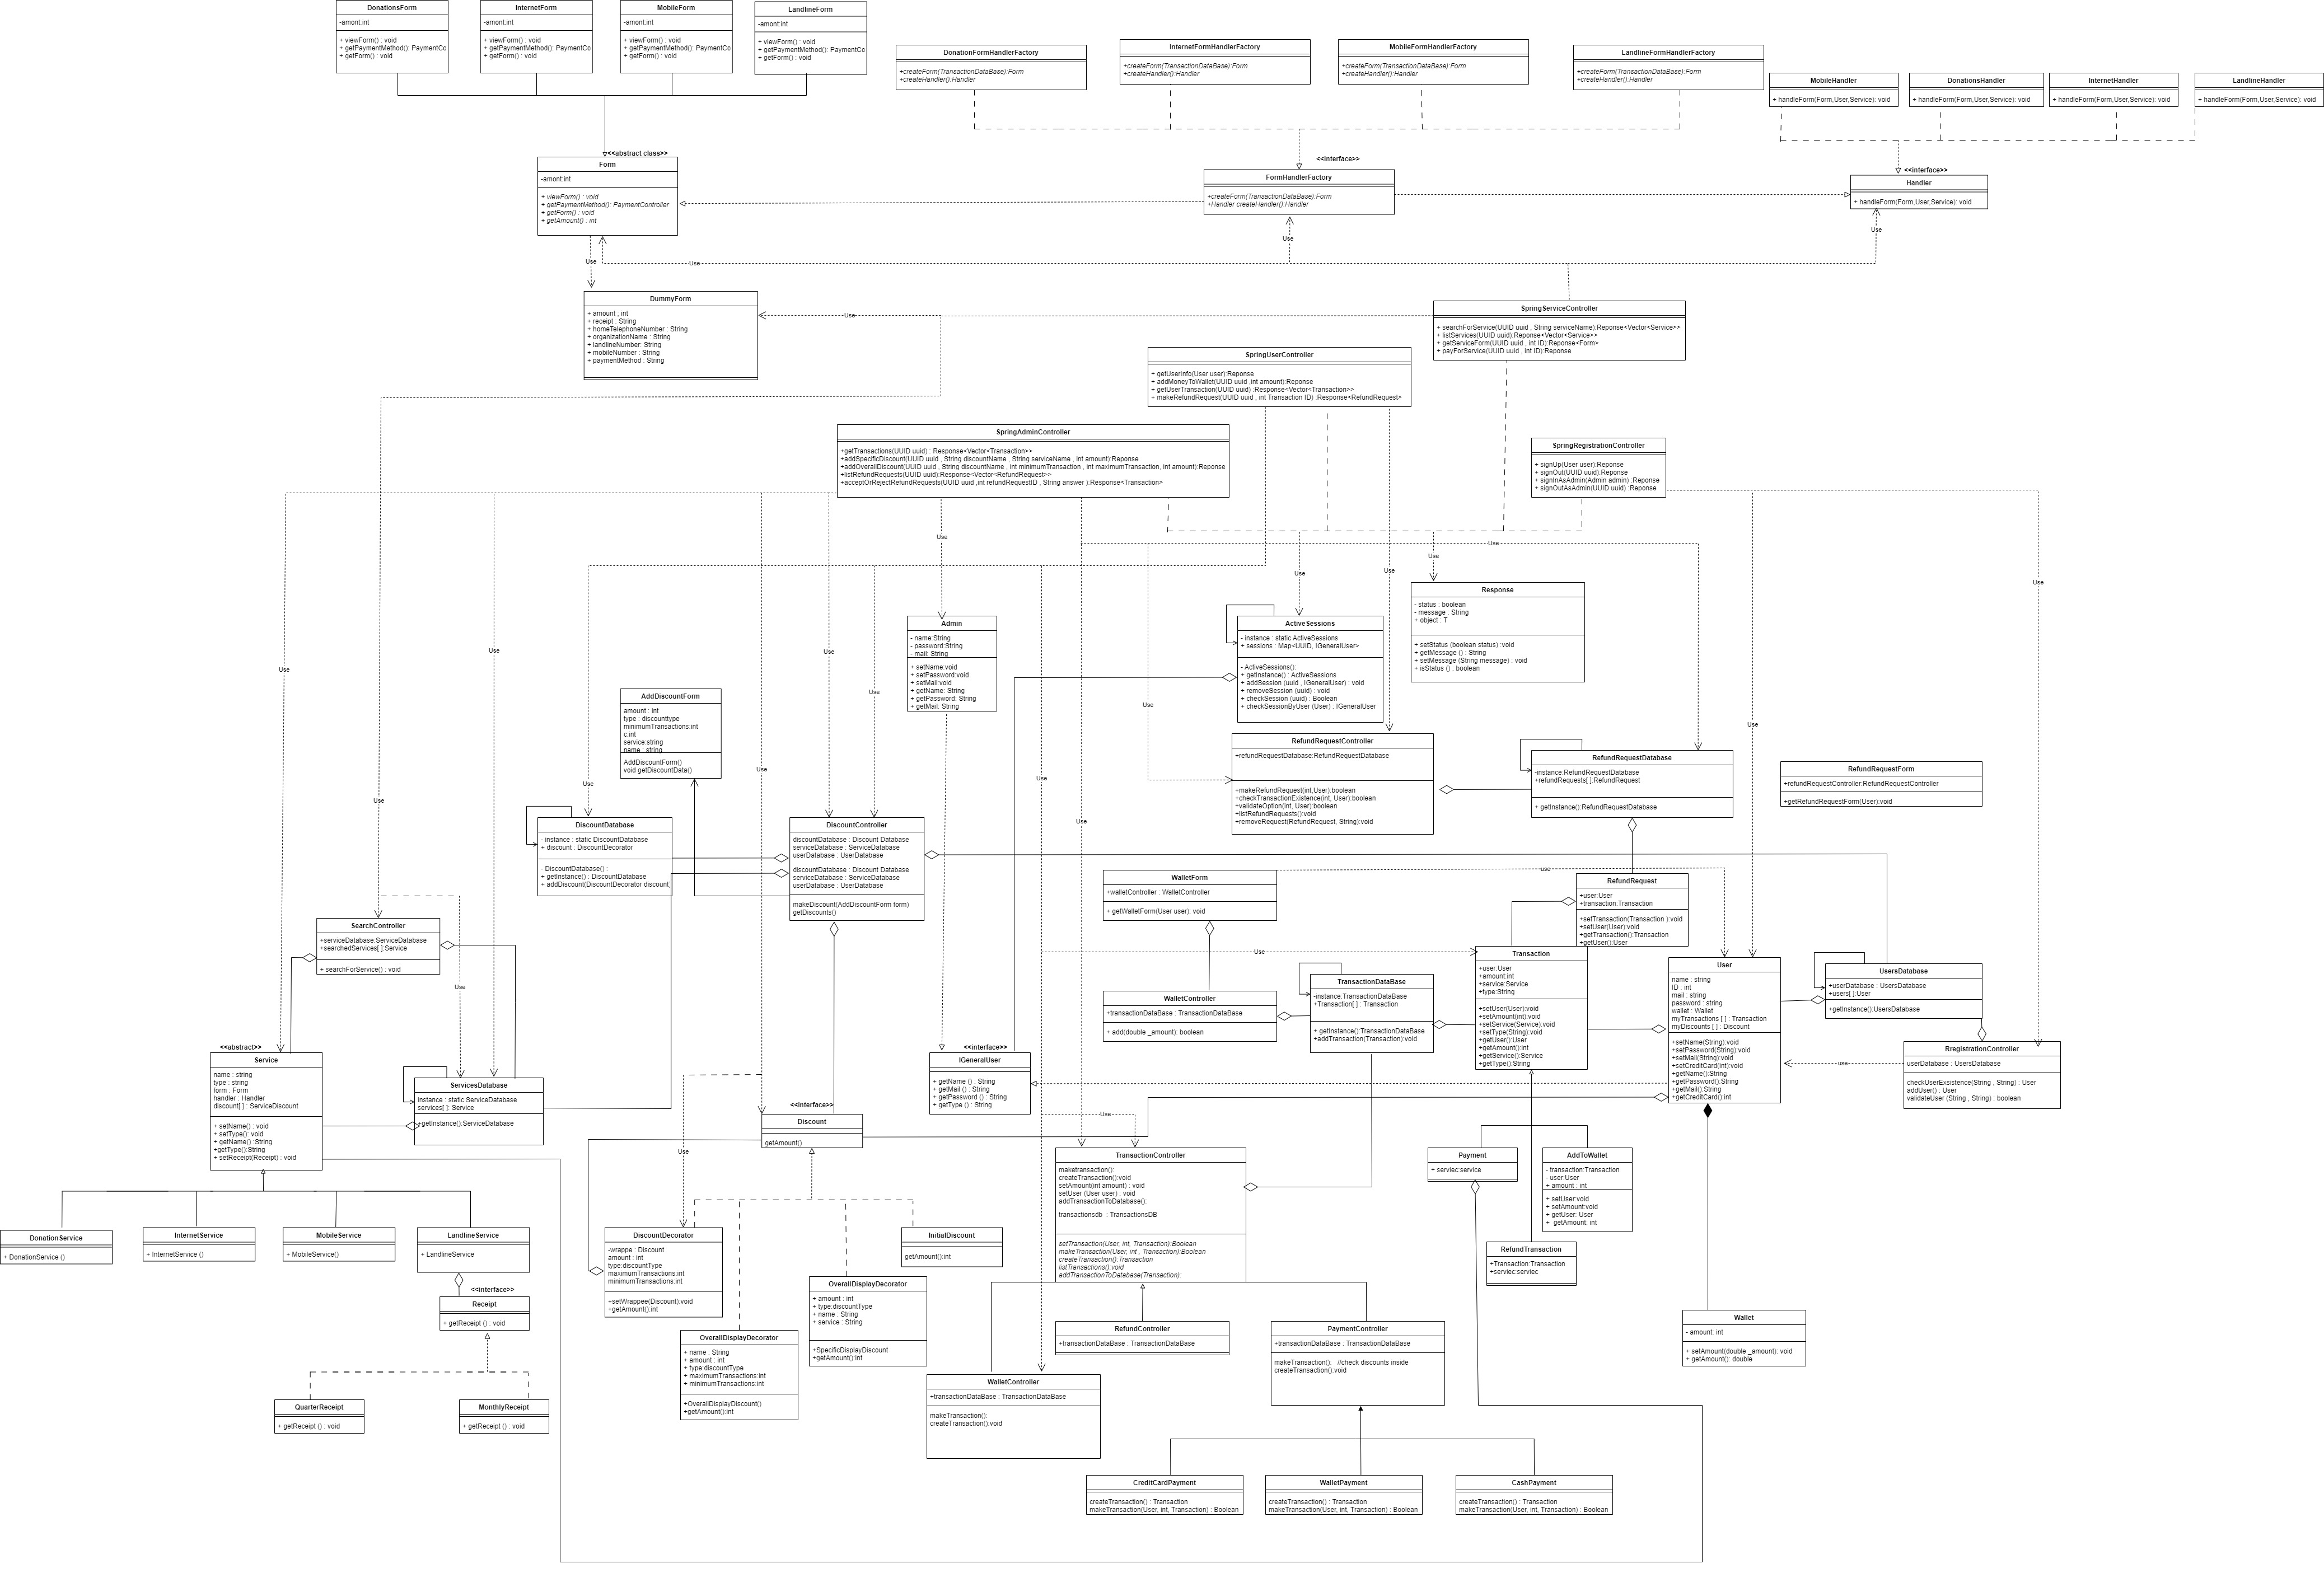 DonationsForm
-amont:int
+ viewForm() : void
+ getPaymentMethod(): PaymentCo
+ getForm() : void
InternetForm
-amont:int
+ viewForm() : void
+ getPaymentMethod(): PaymentCo
+ getForm() : void
MobileForm
-amont:int
+ viewForm() : void
+ getPaymentMethod(): PaymentCo
+ getForm() : void
LandlineForm
-amont:int
+ viewForm() : void
+ getPaymentMethod(): PaymentCo
+ getForm() : void
DonationFormHandlerFactory
+createForm(TransactionDataBase):Form
+createHandler():Handler
InternetFormHandlerFactory
+createForm(TransactionDataBase):Form
+createHandler():Handler
MobileFormHandlerFactory
+createForm(TransactionDataBase):Form
+createHandler():Handler
LandlineFormHandlerFactory
+createForm(TransactionDataBase):Form
+createHandler():Handler
MobileHandler
+ handleForm(Form,User,Service): void
DonationsHandler
+ handleForm(Form,User,Service): void
InternetHandler
+ handleForm(Form,User,Service): void
LandlineHandler
+ handleForm(Form,User,Service): void
<<abstract class>>
Form
-amont:int
+ viewForm() : void
+ getPaymentMethod(): PaymentController
+ getForm() : void
+ getAmount() : int
<<interface>>
FormHandlerFactory
+createForm(TransactionDataBase):Form
+Handler createHandler():Handler
<<interface>>
Handler
+ handleForm(Form,User,Service): void
Use
Use
Use
Use
DummyForm
+ amount ; int
+ receipt : String
+ homeTelephoneNumber : String
+ organizationName : String
+ landlineNumber: String
+ mobileNumber : String
+ paymentMethod : String
Use
SpringServiceController
+ searchForService(UUID uuid , String serviceName):Reponse<Vector<Service>>
+ listServices(UUID uuid):Reponse<Vector<Service>>
+ getServiceForm(UUID uuid , int ID):Reponse<Form>
+ payForService(UUID uuid , int ID):Reponse
SpringUserController
+ getUserInfo(User user):Reponse
+ addMoneyToWallet(UUID uuid ,int amount):Reponse
+ getUserTransaction(UUID uuid) :Response<Vector<Transaction>>
+ makeRefundRequest(UUID uuid , int Transaction ID) :Response<RefundRequest>
SpringAdminController
+getTransactions(UUID uuid) : Response<Vector<Transaction>>
+addSpecificDiscount(UUID uuid , String discountName , String serviceName , int amount):Reponse
+addOverallDiscount(UUID uuid , String discountName , int minimumTransaction , int maximumTransaction, int amount):Reponse
+listRefundRequests(UUID uuid):Response<Vector<RefundRequest>>
+acceptOrRejectRefundRequests(UUID uuid ,int refundRequestID , String answer ):Response<Transaction>
SpringRegistrationController
+ signUp(User user):Reponse
+ signOut(UUID uuid):Reponse
+ signInAsAdmin(Admin admin) :Reponse
+ signOutAsAdmin(UUID uuid) :Reponse
Use
Use
Use
Use
Use
Use
Response
- status : boolean
- message : String
+ object : T
+ setStatus (boolean status) :void
+ getMessage () : String
+ setMessage (String message) : void
+ isStatus () : boolean
Admin
- name:String
- password:String
- mail: String
+ setName:void
+ setPassword:void
+ setMail:void
+ getName: String
+ getPassword: String
+ getMail: String
ActiveSessions
- instance : static ActiveSessions
+ sessions : Map<UUID, IGeneralUser>
- ActiveSessions():
+ getInstance() : ActiveSessions
+ addSession (uuid , IGeneralUser) : void
+ removeSession (uuid) : void
+ checkSession (uuid) : Boolean
+ checkSessionByUser (User) : IGeneralUser
Use
Use
Use
Use
Use
Use
AddDiscountForm
amount : int
type : discounttype
minimumTransactions:int
c:int
service:string
name : string
AddDiscountForm()
void getDiscountData()
RefundRequestController
+refundRequestDatabase:RefundRequestDatabase
+makeRefundRequest(int,User):boolean
+checkTransactionExistence(int, User):boolean
+validateOption(int, User):boolean
+listRefundRequests():void
+removeRequest(RefundRequest, String):void
RefundRequestDatabase
-instance:RefundRequestDatabase
+refundRequests[ ]:RefundRequest
+ getInstance():RefundRequestDatabase
RefundRequestForm
+refundRequestController:RefundRequestController
+getRefundRequestForm(User):void
Use
Use
Use
Use
Use
DiscountDatabase
- instance : static DiscountDatabase
+ discount : DiscountDecorator
- DiscountDatabase() :
+ getInstance() : DiscountDatabase
+ addDiscount(DiscountDecorator discount)
DiscountController
discountDatabase : Discount Database
serviceDatabase : ServiceDatabase
userDatabase : UserDatabase
discountDatabase : Discount Database
serviceDatabase : ServiceDatabase
userDatabase : UserDatabase
makeDiscount(AddDiscountForm form)
getDiscounts()
WalletForm
+walletController : WalletController
+ getWalletForm(User user): void
use
RefundRequest
+user:User
+transaction:Transaction
+setTransaction(Transaction ):void
+setUser(User):void
+getTransaction():Transaction
+getUser():User
SearchController
+serviceDatabase:ServiceDatabase
+searchedServices[ ]:Service
+ searchForService() : void
Use
Use
Transaction
+user:User
+amount:int
+service:Service
+type:String
+setUser(User):void
+setAmount(int):void
+setService(Service):void
+setType(String):void
+getUser():User
+getAmount():int
+getService():Service
+getType():String
User
name : string
ID : int
mail : string
password : string
wallet : Wallet
myTransactions [ ] : Transaction
myDiscounts [ ] : Discount
+setName(String):void
+setPassword(String):void
+setMail(String):void
+setCreditCard(int):void
+getName():String
+getPassword():String
+getMail():String
+getCreditCard():int
UsersDatabase
+userDatabase : UsersDatabase
+users[ ]:User
+getInstance():UsersDatabase
WalletController
+transactionDataBase : TransactionDataBase
+ add(double _amount): boolean
TransactionDataBase
-instance:TransactionDataBase
+Transaction[ ] : Transaction
+ getInstance():TransactionDataBase
+addTransaction(Transaction):void
RregistrationController
userDatabase : UsersDatabase
checkUserExsistence(String , String) : User
addUser() : User
validateUser (String , String) : boolean
use
<<abstract>>
Service
name : string
type : string
form : Form
handler : Handler
discount[ ] : ServiceDiscount
+ setName() : void
+ setType(): void
+ getName() :String
+getType():String
+ setReceipt(Receipt) : void
ServicesDatabase
instance : static ServiceDatabase
services[ ]: Service
+getInstance():ServiceDatabase
<<interface>>
IGeneralUser
+ getName () : String
+ getMail () : String
+ getPassword () : String
+ getType () : String
<<interface>>
Discount
getAmount()
Use
Use
TransactionController
maketransaction():
createTransaction():void
setAmount(int amount) : void
setUser (User user) : void
addTransactionToDatabase():
transactionsdb : TransactionsDB
setTransaction(User, int, Transaction):Boolean
makeTransaction(User, int , Transaction):Boolean
createTransaction():Transaction
listTransactions():void
addTransactionToDatabase(Transaction):
Payment
+ serviec:service
AddToWallet
- transaction:Transaction
- user:User
+ amount : int
+ setUser:void
+ setAmount:void
+ getUser: User
+ getAmount: int
DonationService
+ DonationService ()
InternetService
+ InternetService ()
MobileService
+ MobileService()
LandlineService
+ LandlineService
DiscountDecorator
-wrappe : Discount
amount : int
type:discountType
maximumTransactions:int
minimumTransactions:int
+setWrappee(Discount):void
+getAmount():int
InitialDiscount
getAmount():int
RefundTransaction
+Transaction:Transaction
+serviec:serviec
OverallDisplayDecorator
+ amount : int
+ type:discountType
+ name : String
+ service : String
+SpecificDisplayDiscount
+getAmount():int
<<interface>>
Receipt
+ getReceipt () : void
OverallDisplayDecorator
+ name : String
+ amount : int
+ type:discountType
+ maximumTransactions:int
+ minimumTransactions:int
+OverallDisplayDiscount()
+getAmount():int
RefundController
+transactionDataBase : TransactionDataBase
PaymentController
+transactionDataBase : TransactionDataBase
makeTransaction(): //check discounts inside
createTransaction():void
Wallet
- amount: int
+ setAmount(double _amount): void
+ getAmount(): double
WalletController
+transactionDataBase : TransactionDataBase
makeTransaction():
createTransaction():void
QuarterReceipt
+ getReceipt () : void
MonthlyReceipt
+ getReceipt () : void
CreditCardPayment
createTransaction() : Transaction
makeTransaction(User, int, Transaction) : Boolean
WalletPayment
createTransaction() : Transaction
makeTransaction(User, int, Transaction) : Boolean
CashPayment
createTransaction() : Transaction
makeTransaction(User, int, Transaction) : Boolean